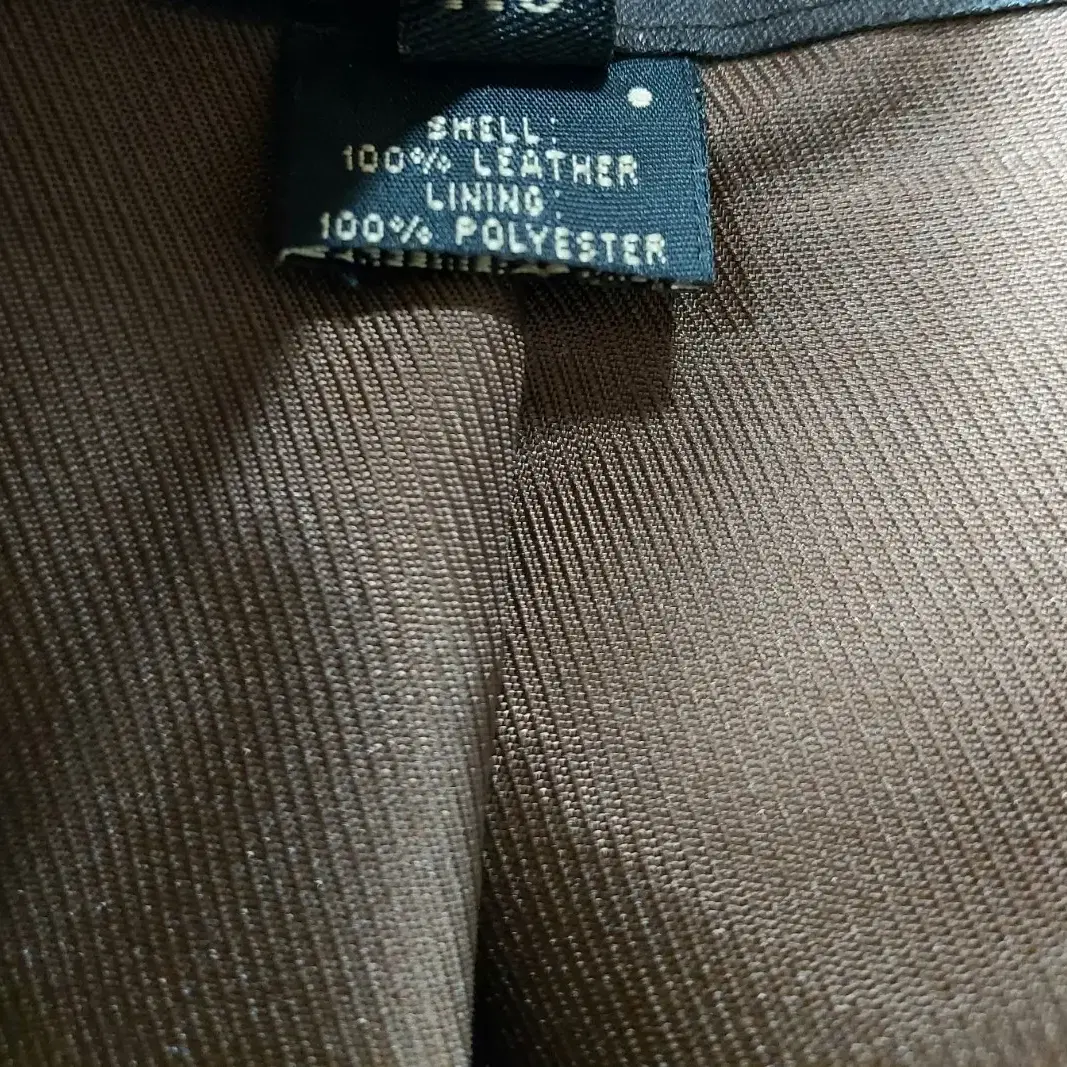 SHELL:
100% LEATHER
LINING:
100% POLYESTER